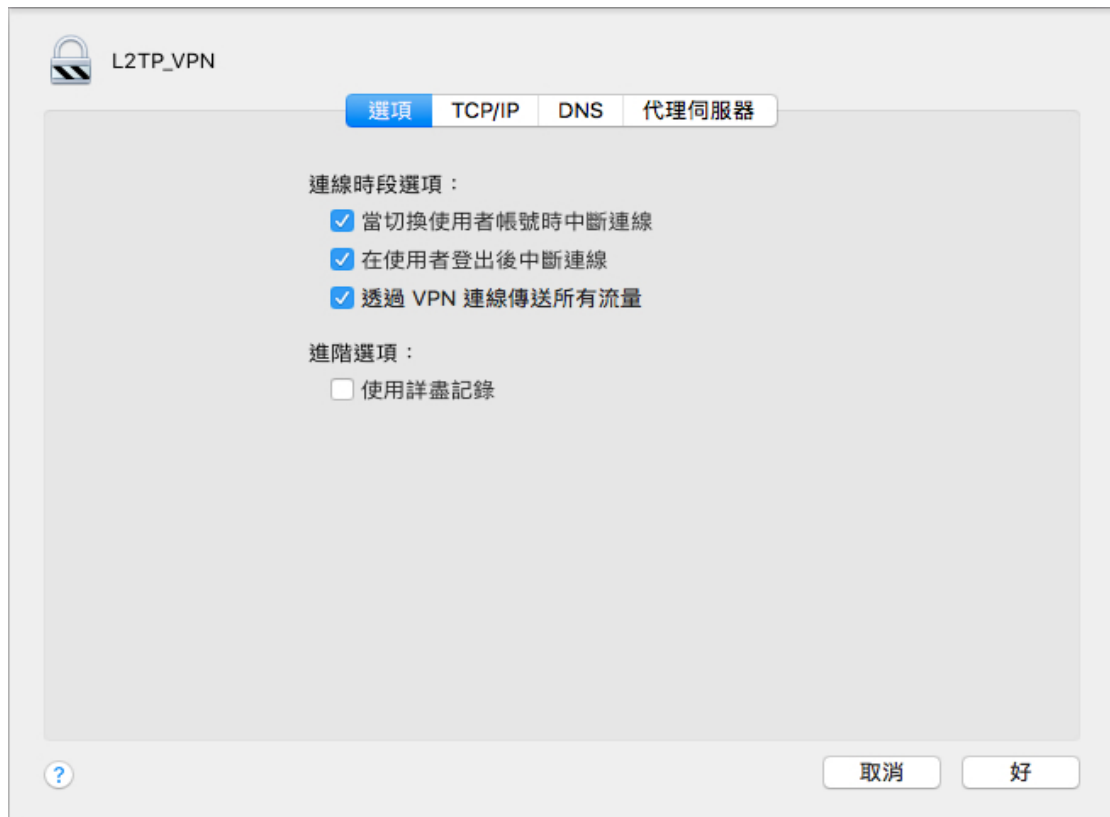 L2TP_VPN
選項 TCP/IP DNS 代理伺服器
連線時段選項：
當切換使用者帳號時中斷連線
在使用者登出後中斷連線
透過 VPN 連線傳送所有流量
進階選項：
使用詳盡記錄
? 取消 好